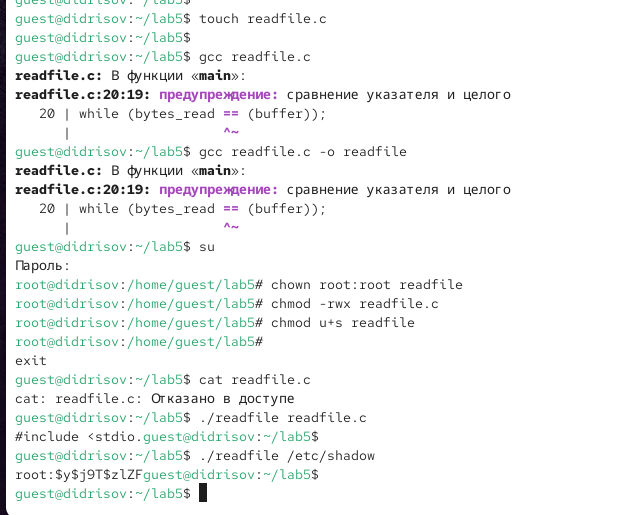 guest@didrisov:~/lab5$
guest@didrisov:~/lab5$ touch readfile.c
guest@didrisov:~/lab5$
guest@didrisov:~/lab5$ gcc readfile.c
readfile.c: В функции «main»:
readfile.c:20:19: предупреждение: сравнение указателя и целого
   20 | while (bytes_read == (buffer));
      |                   ^~
guest@didrisov:~/lab5$ gcc readfile.c -o readfile
readfile.c: В функции «main»:
readfile.c:20:19: предупреждение: сравнение указателя и целого
   20 | while (bytes_read == (buffer));
      |                   ^~
guest@didrisov:~/lab5$ su
Пароль:
root@didrisov:/home/guest/lab5# chown root:root readfile
root@didrisov:/home/guest/lab5# chmod -rwx readfile.c
root@didrisov:/home/guest/lab5# chmod u+s readfile
root@didrisov:/home/guest/lab5#
exit
guest@didrisov:~/lab5$ cat readfile.c
cat: readfile.c: Отказано в доступе
guest@didrisov:~/lab5$ ./readfile readfile.c
#include <stdio.guest@didrisov:~/lab5$
guest@didrisov:~/lab5$ ./readfile /etc/shadow
root:$y$j9T$zlZFguest@didrisov:~/lab5$
guest@didrisov:~/lab5$